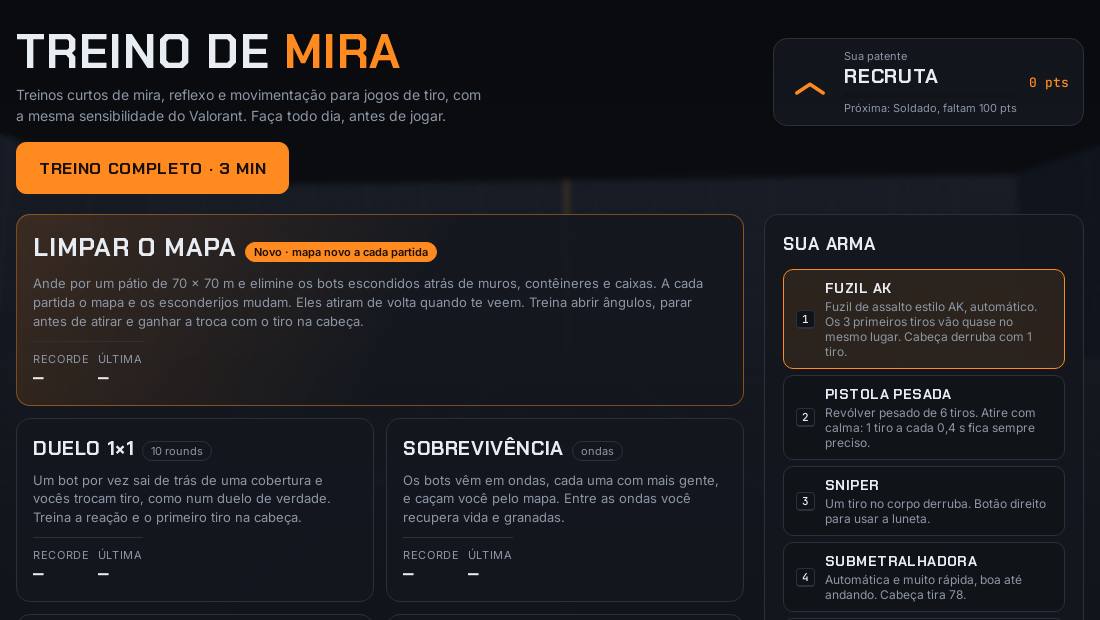 TREINO DE MIRA
Treinos curtos de mira, reflexo e movimentação para jogos de tiro, com
a mesma sensibilidade do Valorant. Faça todo dia, antes de jogar.
TREINO COMPLETO · 3 MIN
Sua patente
RECRUTA
0 pts
Próxima: Soldado, faltam 100 pts
LIMPAR O MAPA Novo · mapa novo a cada partida
Ande por um pátio de 70 × 70 m e elimine os bots escondidos atrás de muros, contêineres e caixas. A cada
partida o mapa e os esconderijos mudam. Eles atiram de volta quando te veem. Treina abrir ângulos, parar
antes de atirar e ganhar a troca com o tiro na cabeça.
RECORDE ÚLTIMA
– –
DUELO 1×1 10 rounds
Um bot por vez sai de trás de uma cobertura e
vocês trocam tiro, como num duelo de verdade.
Treina a reação e o primeiro tiro na cabeça.
RECORDE ÚLTIMA
– –
SOBREVIVÊNCIA ondas
Os bots vêm em ondas, cada uma com mais gente,
e caçam você pelo mapa. Entre as ondas você
recupera vida e granadas.
RECORDE ÚLTIMA
– –
SUA ARMA
1
FUZIL AK
Fuzil de assalto estilo AK, automático.
Os 3 primeiros tiros vão quase no
mesmo lugar. Cabeça derruba com 1
tiro.
2
PISTOLA PESADA
Revólver pesado de 6 tiros. Atire com
calma: 1 tiro a cada 0,4 s fica sempre
preciso.
3
SNIPER
Um tiro no corpo derruba. Botão direito
para usar a luneta.
4
SUBMETRALHADORA
Automática e muito rápida, boa até
andando. Cabeça tira 78.